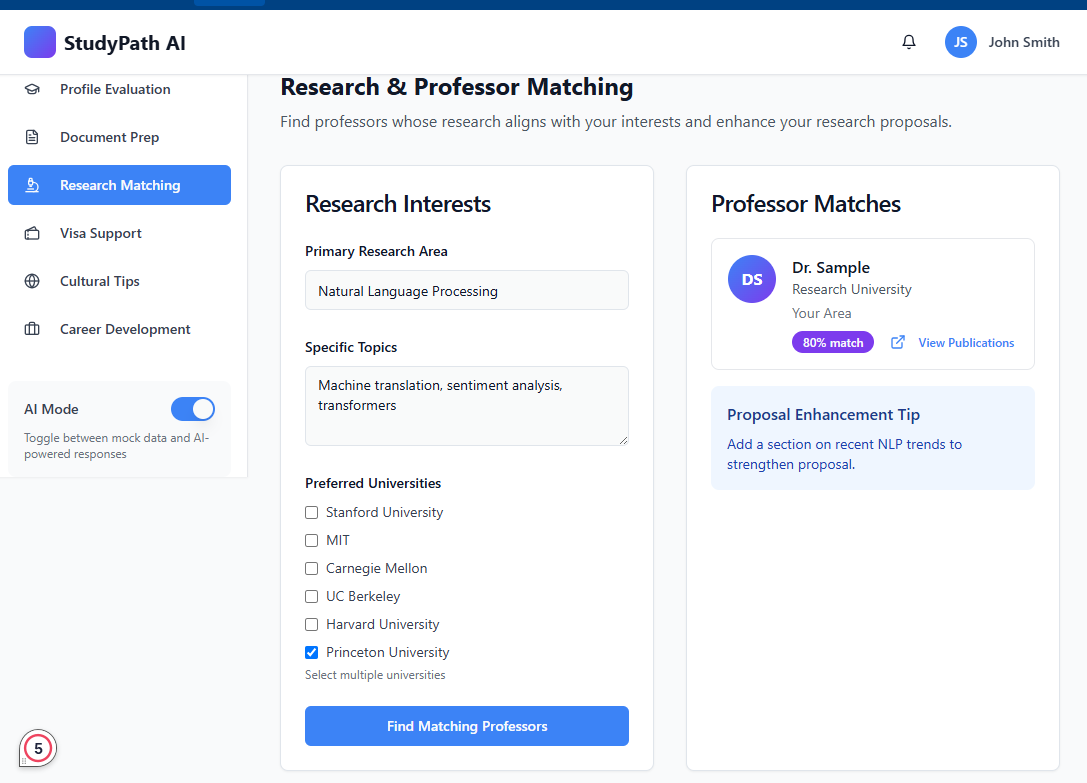 StudyPath AI
JS
John Smith
Profile Evaluation
Document Prep
Research Matching
Visa Support
Cultural Tips
Career Development
AI Mode
Toggle between mock data and AI-
powered responses
5
Research & Professor Matching
Find professors whose research aligns with your interests and enhance your research proposals.
Research Interests
Primary Research Area
Natural Language Processing
Specific Topics
Machine translation, sentiment analysis,
transformers
Preferred Universities
Stanford University
MIT
Carnegie Mellon
UC Berkeley
Harvard University
Princeton University
Select multiple universities
Find Matching Professors
Professor Matches
DS
Dr. Sample
Research University
Your Area
80% match
View Publications
Proposal Enhancement Tip
Add a section on recent NLP trends to
strengthen proposal.